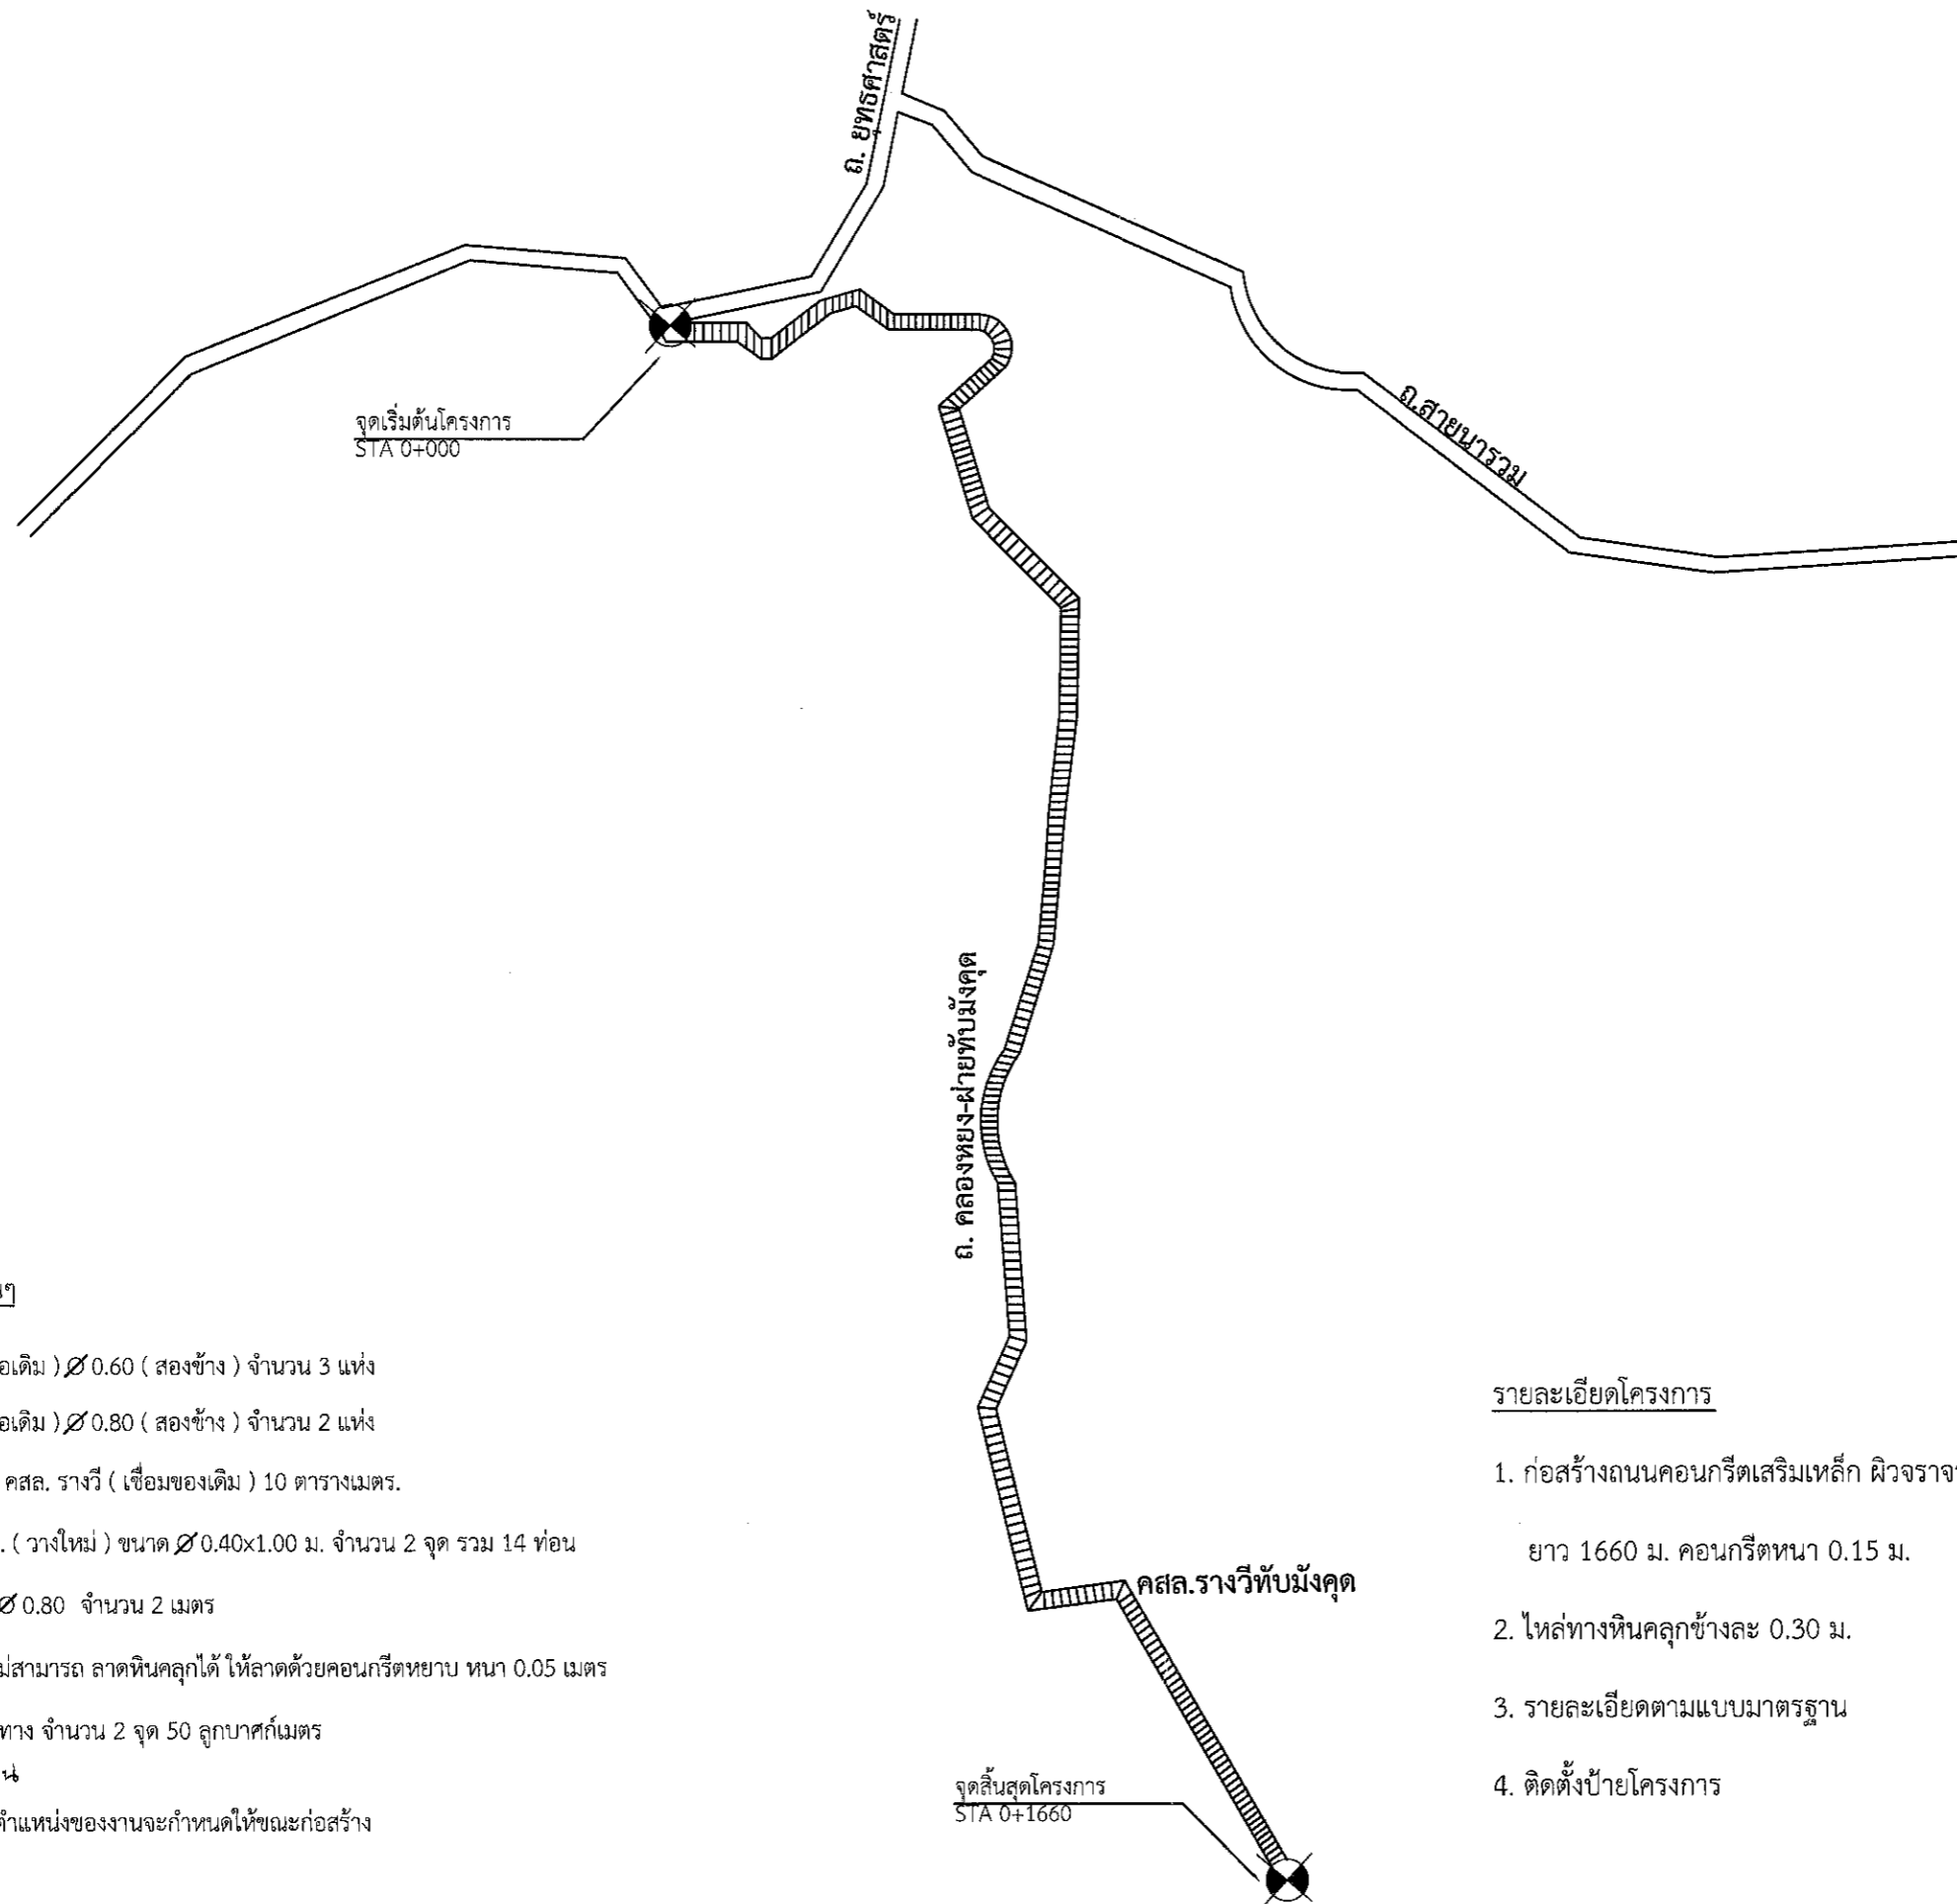 ถ. ยุทธศาสตร์
ถ.สายนารวม
จุดเริ่มต้นโครงการ
STA 0+000
ถ. คลองหยง-ฝายทับมังคุด
คสล.รางวีทับมังคุด
จุดสิ้นสุดโครงการ
STA 0+1660
นๆ
อเดิม ) Ø 0.60 ( สองข้าง ) จำนวน 3 แห่ง
อเดิม ) Ø 0.80 ( สองข้าง ) จำนวน 2 แห่ง
คสล. รางวี ( เชื่อมของเดิม ) 10 ตารางเมตร.
. ( วางใหม่ ) ขนาด Ø 0.40x1.00 ม. จำนวน 2 จุด รวม 14 ท่อน
Ø 0.80 จำนวน 2 เมตร
ม่สามารถ ลาดหินคลุกได้ ให้ลาดด้วยคอนกรีตหยาบ หนา 0.05 เมตร
ทาง จำนวน 2 จุด 50 ลูกบาศก์เมตร
ตำแหน่งของงานจะกำหนดให้ขณะก่อสร้าง
รายละเอียดโครงการ
1. ก่อสร้างถนนคอนกรีตเสริมเหล็ก ผิวจราจ
ยาว 1660 ม. คอนกรีตหนา 0.15 ม.
2. ไหล่ทางหินคลุกข้างละ 0.30 ม.
3. รายละเอียดตามแบบมาตรฐาน
4. ติดตั้งป้ายโครงการ